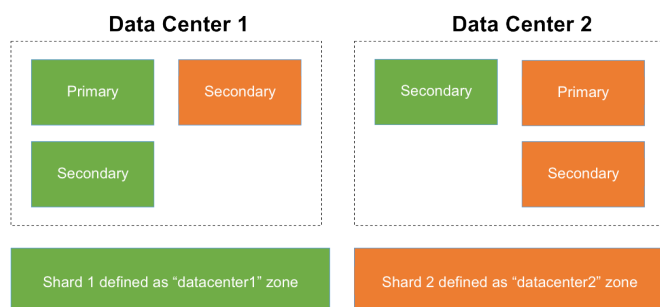 Data Center 1
Data Center 2
Primary
Secondary
Secondary
Primary
Secondary
Secondary
Shard 1 defined as “datacenter1” zone
Shard 2 defined as “datacenter2” zone